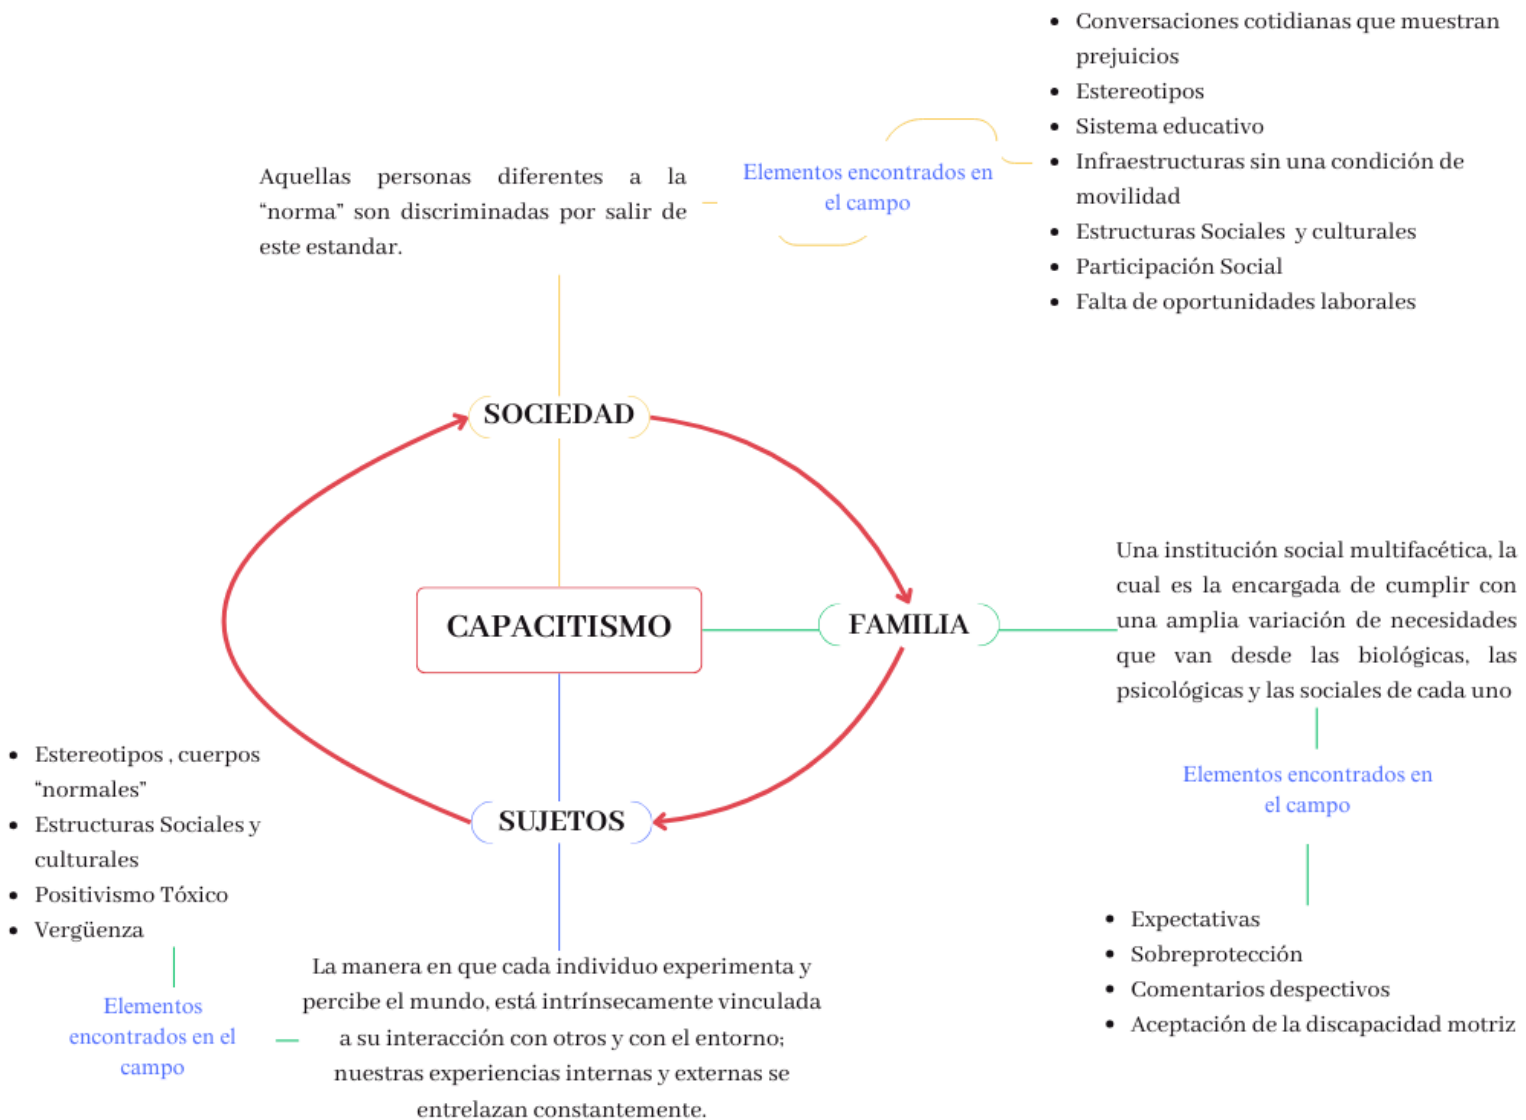 • Conversaciones cotidianas que muestran
prejuicios
• Estereotipos
• Sistema educativo
• Infraestructuras sin una condición de
movilidad
• Estructuras Sociales y culturales
• Participación Social
• Falta de oportunidades laborales
Elementos encontrados en
el campo
Aquellas personas diferentes a la
“norma” son discriminadas por salir de
este estandar.
SOCIEDAD
CAPACITISMO
FAMILIA
Una institución social multifacética, la
cual es la encargada de cumplir con
una amplia variación de necesidades
que van desde las biológicas, las
psicológicas y las sociales de cada uno
Elementos encontrados en
el campo
• Expectativas
• Sobreprotección
• Comentarios despectivos
• Aceptación de la discapacidad motriz
SUJETOS
La manera en que cada individuo experimenta y
percibe el mundo, está intrínsecamente vinculada
a su interacción con otros y con el entorno;
nuestras experiencias internas y externas se
entrelazan constantemente.
Elementos
encontrados en el
campo
• Estereotipos , cuerpos
“normales”
• Estructuras Sociales y
culturales
• Positivismo Tóxico
• Vergüenza